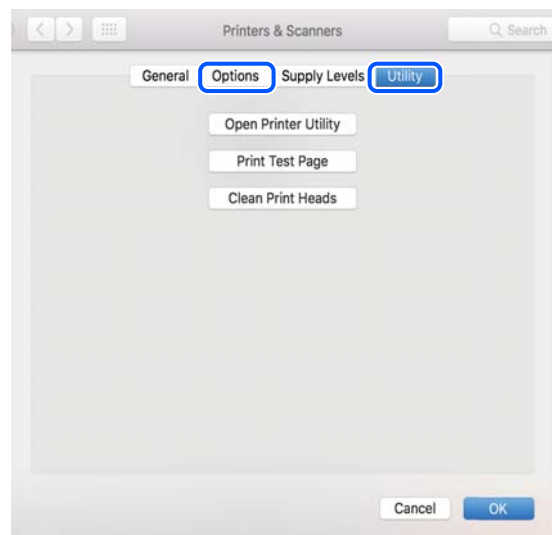 Printers & Scanners Search
General Options Supply Levels Utility
Open Printer Utility
Print Test Page
Clean Print Heads
Cancel OK